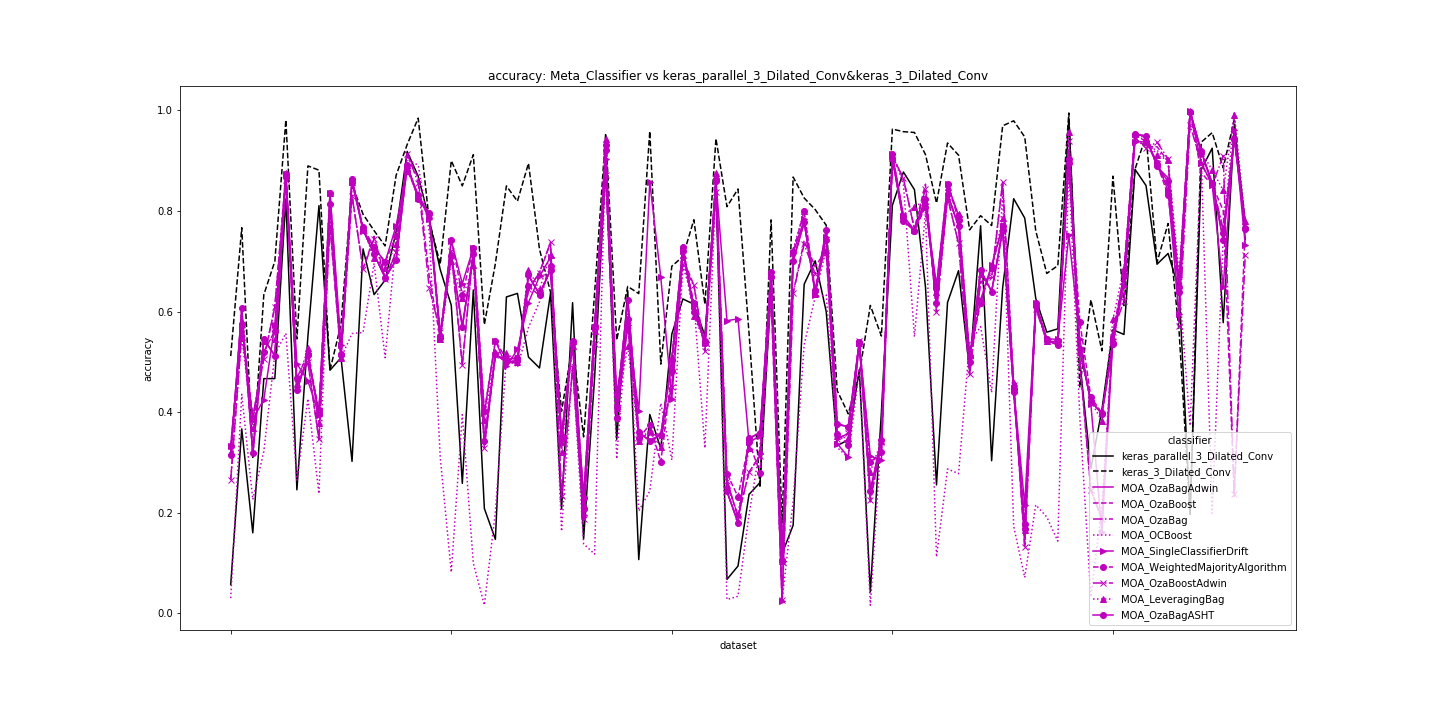 accuracy: Meta_Classifier vs keras_parallel_3_Dilated_Conv&keras_3_Dilated_Conv
1.0
0.8
0.6
0.4
0.2
0.0
accuracy
dataset
classifier
keras_parallel_3_Dilated_Conv
keras_3_Dilated_Conv
MOA_OzaBagAdwin
MOA_OzaBoost
MOA_OzaBag
MOA_OCBoost
MOA_SingleClassifierDrift
MOA_WeightedMajorityAlgorithm
MOA_OzaBoostAdwin
MOA_LeveragingBag
MOA_OzaBagASHT